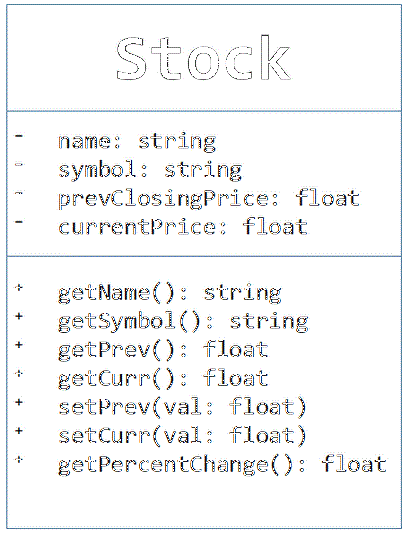 Stock
- name: string
- symbol: string
- prevClosingPrice: float
- currentPrice: float
+ getName(): string
+ getSymbol(): string
+ getPrev(): float
+ getCurr(): float
+ setPrev(val: float)
+ setCurr(val: float)
+ getPercentChange(): float